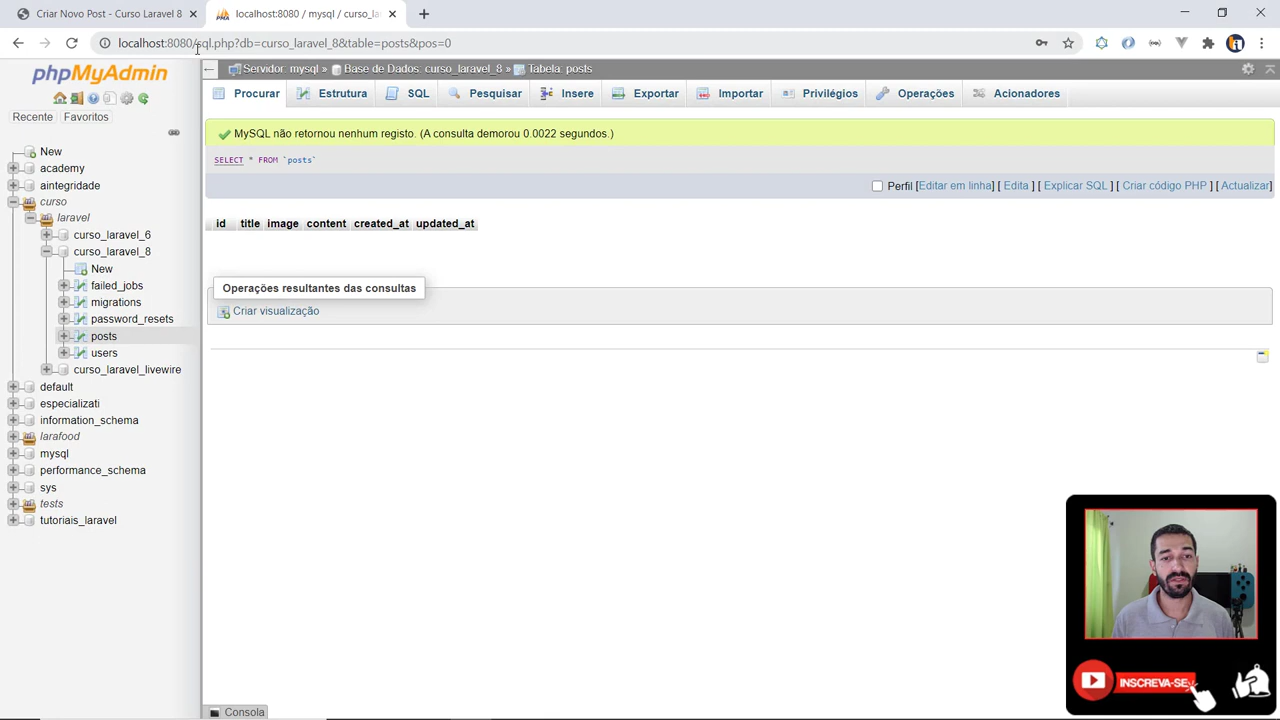 Criar Novo Post - Curso Laravel 8
localhost:8080 / mysql / curso_la
localhost:8080/sql.php?db=curso_laravel_8&table=posts&pos=0
phpMyAdmin
Recente Favoritos
New
academy
aintegridade
curso
laravel
curso_laravel_6
curso_laravel_8
New
failed_jobs
migrations
password_resets
posts
users
curso_laravel_livewire
default
especializati
information_schema
larafood
mysql
performance_schema
sys
tests
tutoriais_laravel
Servidor: mysql » Base de Dados: curso_laravel_8 » Tabela: posts
Procurar Estrutura SQL Pesquisar Insere Exportar Importar Privilégios Operações Acionadores
MySQL não retornou nenhum registo. (A consulta demorou 0.0022 segundos.)
SELECT * FROM `posts`
Perfil [Editar em linha] [ Edita ] [ Explicar SQL ] [ Criar código PHP ] [ Actualizar]
id title image content created_at updated_at
Operações resultantes das consultas
Criar visualização
Consola
INSCREVA-SE